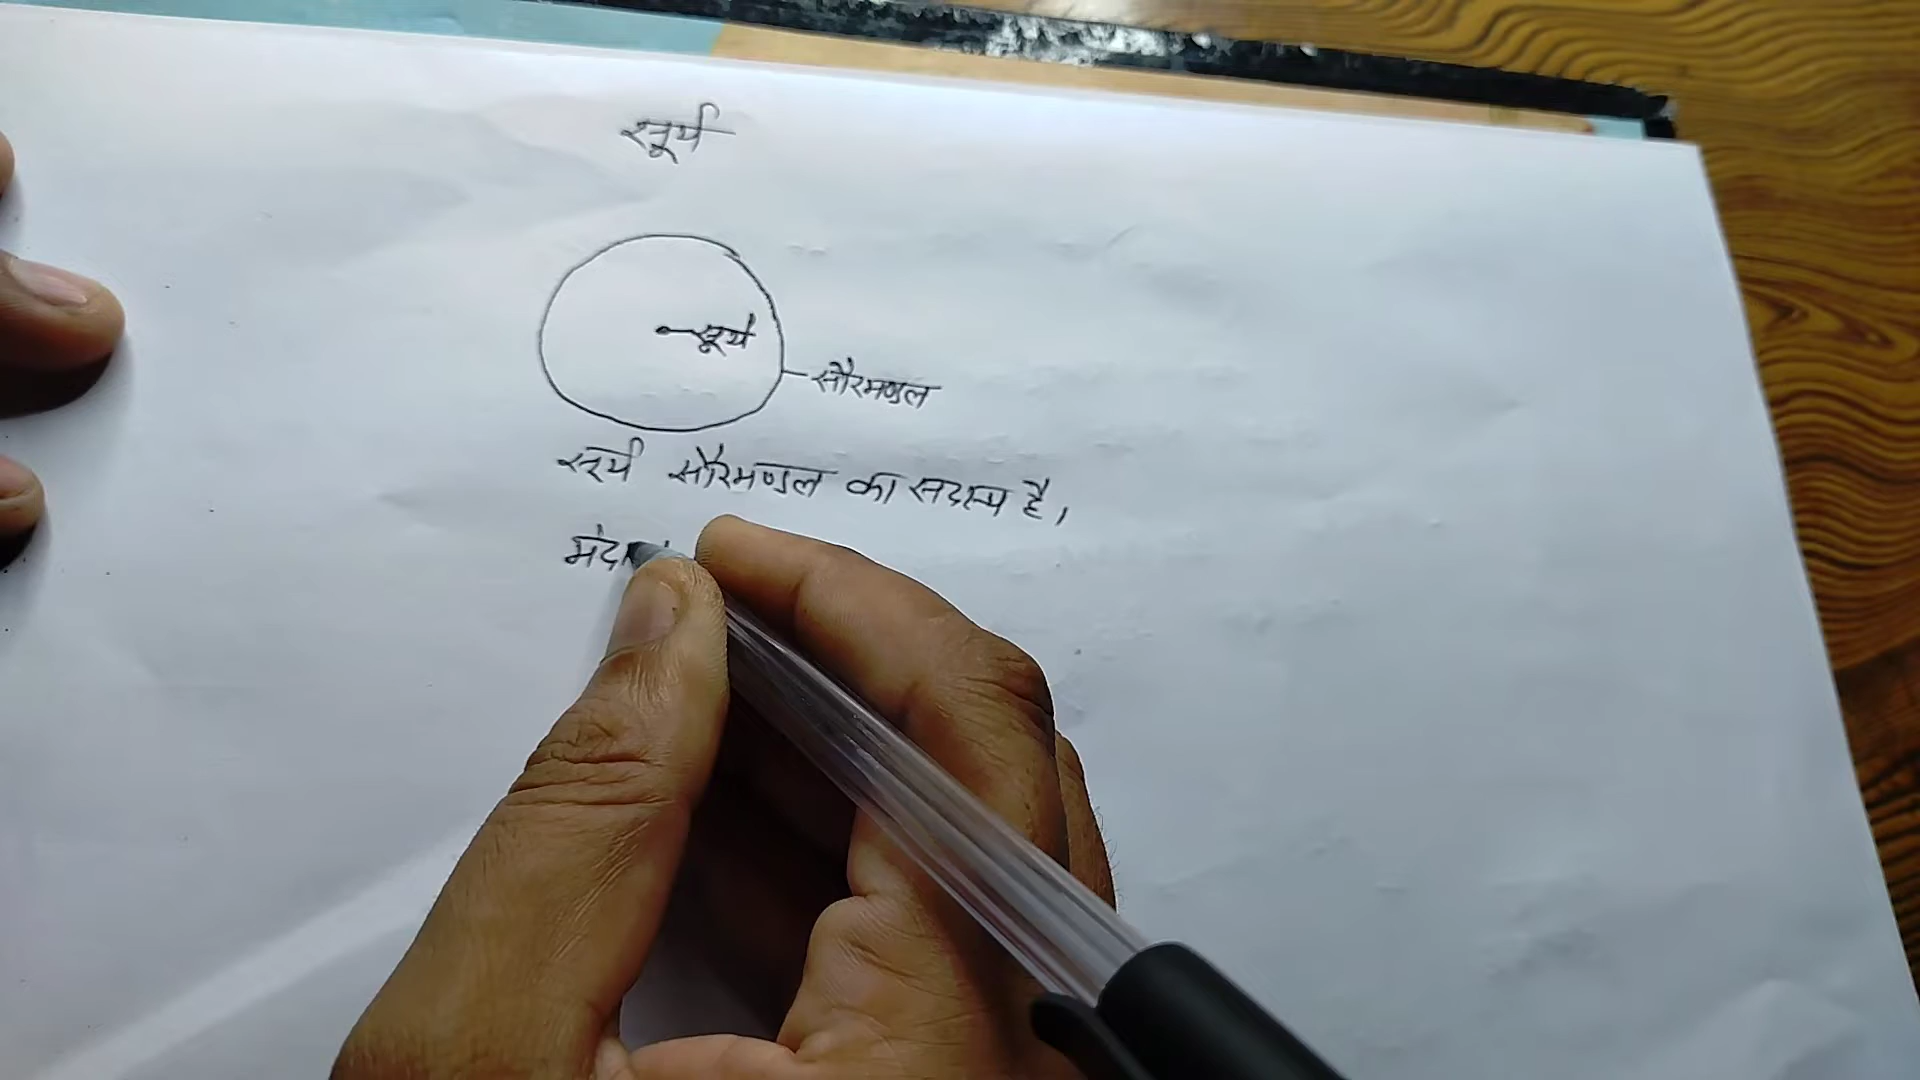 सूर्य
सूर्य
सौरमण्डल
सूर्य सौरमण्डल का सदस्य है।